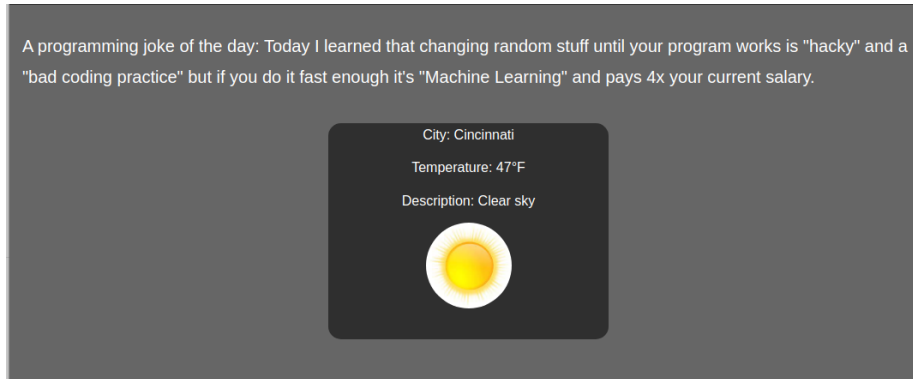 A programming joke of the day: Today I learned that changing random stuff until your program works is "hacky" and a
"bad coding practice" but if you do it fast enough it's "Machine Learning" and pays 4x your current salary.
City: Cincinnati
Temperature: 47°F
Description: Clear sky